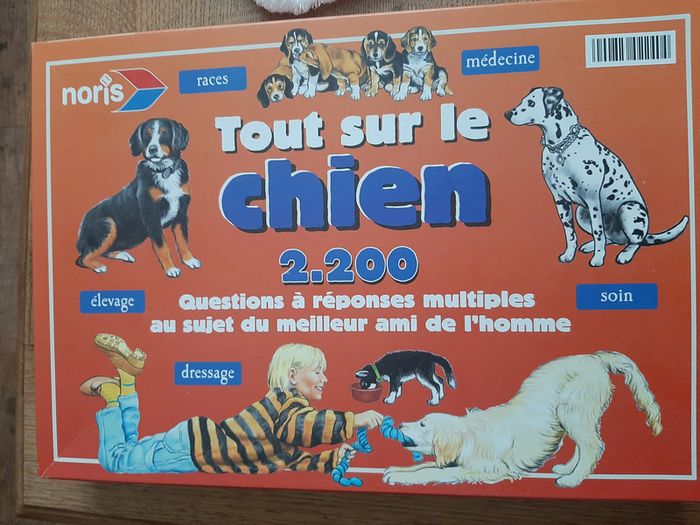 noris
races
médecine
Tout sur le
chien
2.200
élevage
Questions à réponses multiples
au sujet du meilleur ami de l'homme
soin
dressage